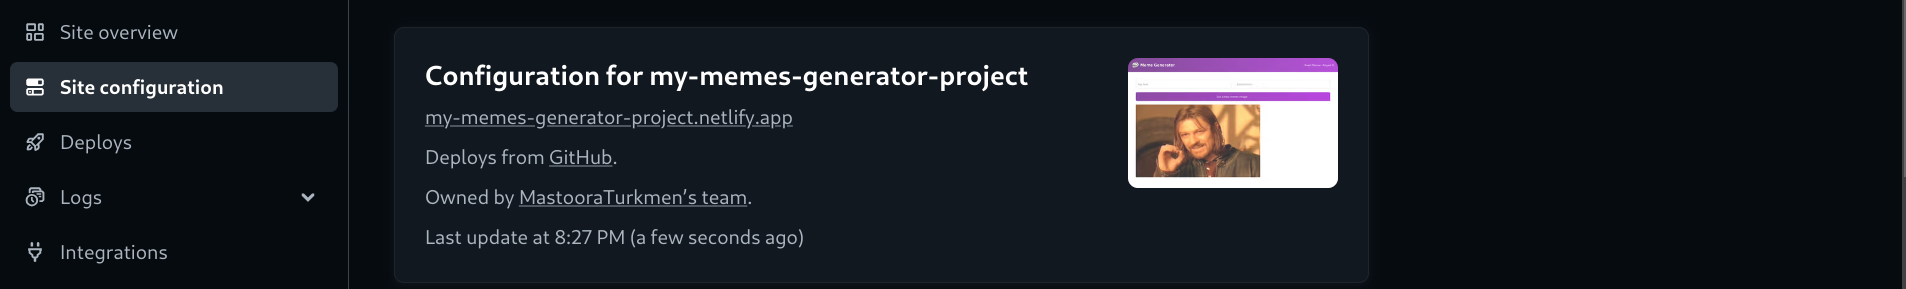 Site overview
Site configuration
Deploys
Logs
Integrations
Configuration for my-memes-generator-project
my-memes-generator-project.netlify.app
Deploys from GitHub.
Owned by MastooraTurkmen's team.
Last update at 8:27 PM (a few seconds ago)
Meme Generator